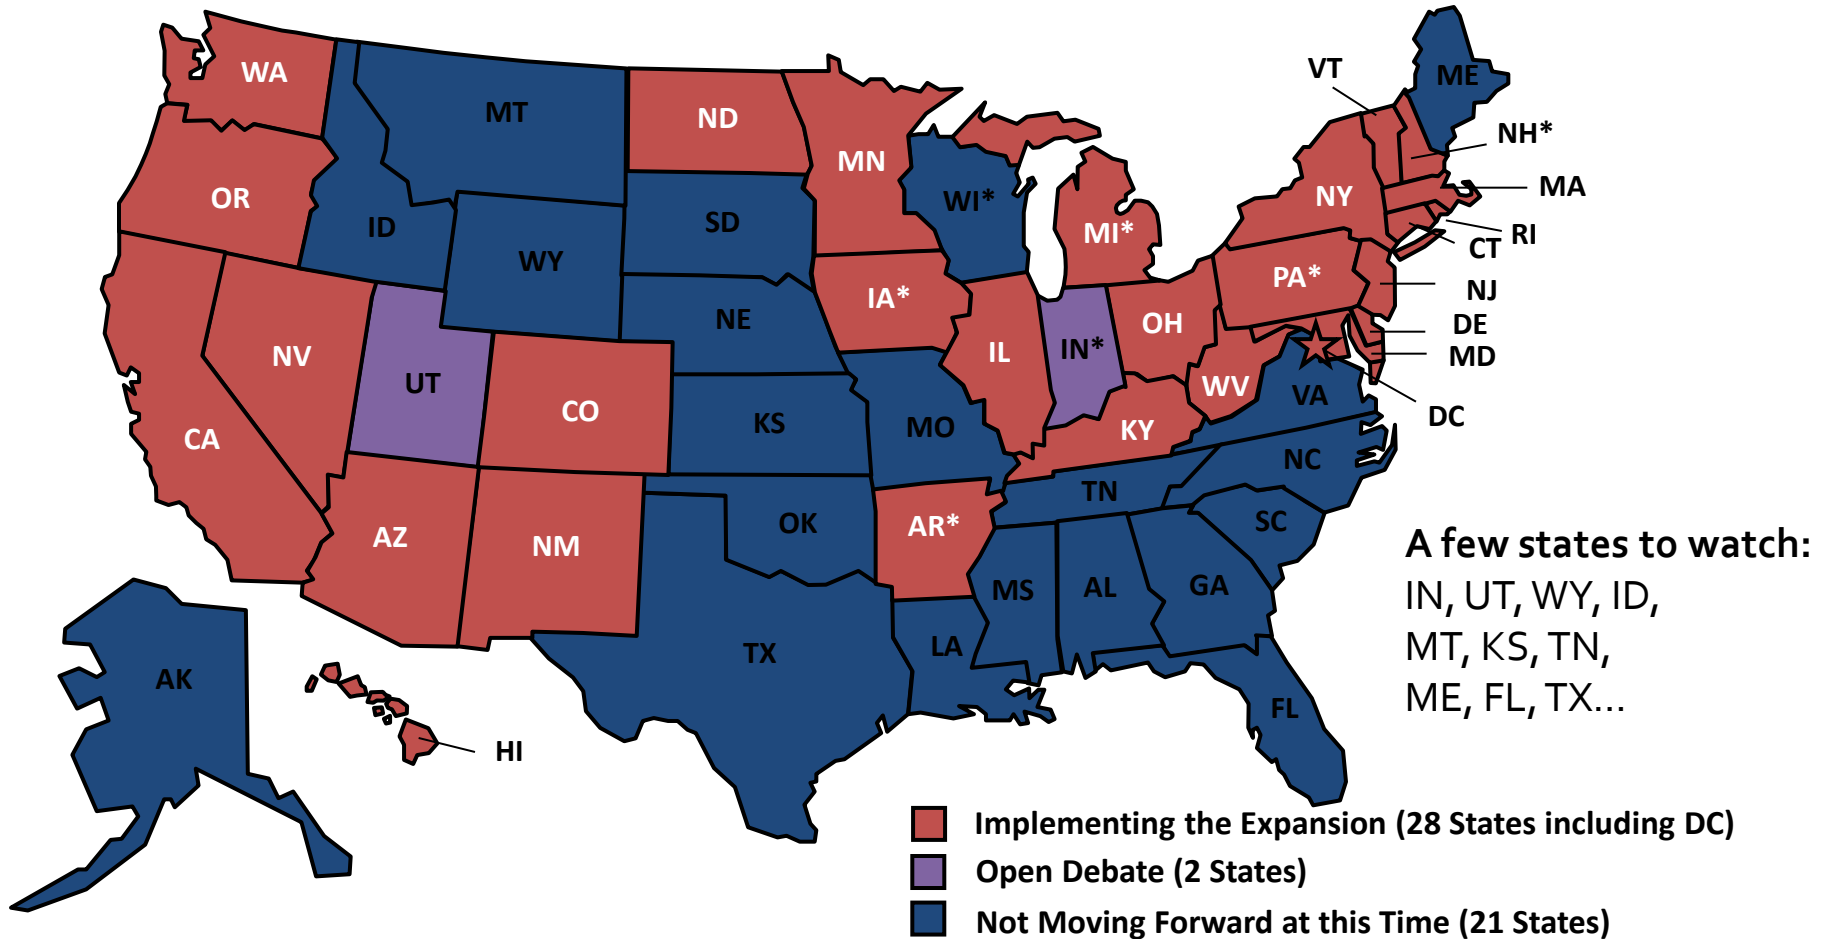 WA
MT
ND
MN
VT
ME
NH*
OR
ID
WY
SD
WI*
MI*
NY
MA
RI
CT
NV
UT
CO
NE
IA*
IL
IN*
OH
PA*
NJ
DE
MD
DC
CA
KS
MO
KY
WV
VA
AZ
NM
OK
AR*
TN
NC
SC
TX
LA
MS
AL
GA
FL
AK
HI
A few states to watch:
IN, UT, WY, ID,
MT, KS, TN,
ME, FL, TX...
Implementing the Expansion (28 States including DC)
Open Debate (2 States)
Not Moving Forward at this Time (21 States)